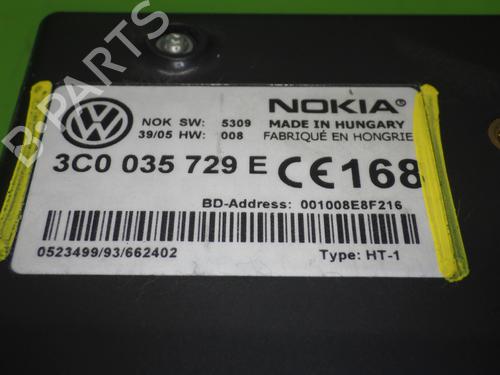 B-PARTS
NOK SW: 5309
39/05 HW: 008
NOKIA®
MADE IN HUNGARY
FABRIQUÉ EN HONGRIE
3C0 035 729 E CE168
BD-Address: 001008E8F216
0523499/93/662402
Type: HT-1